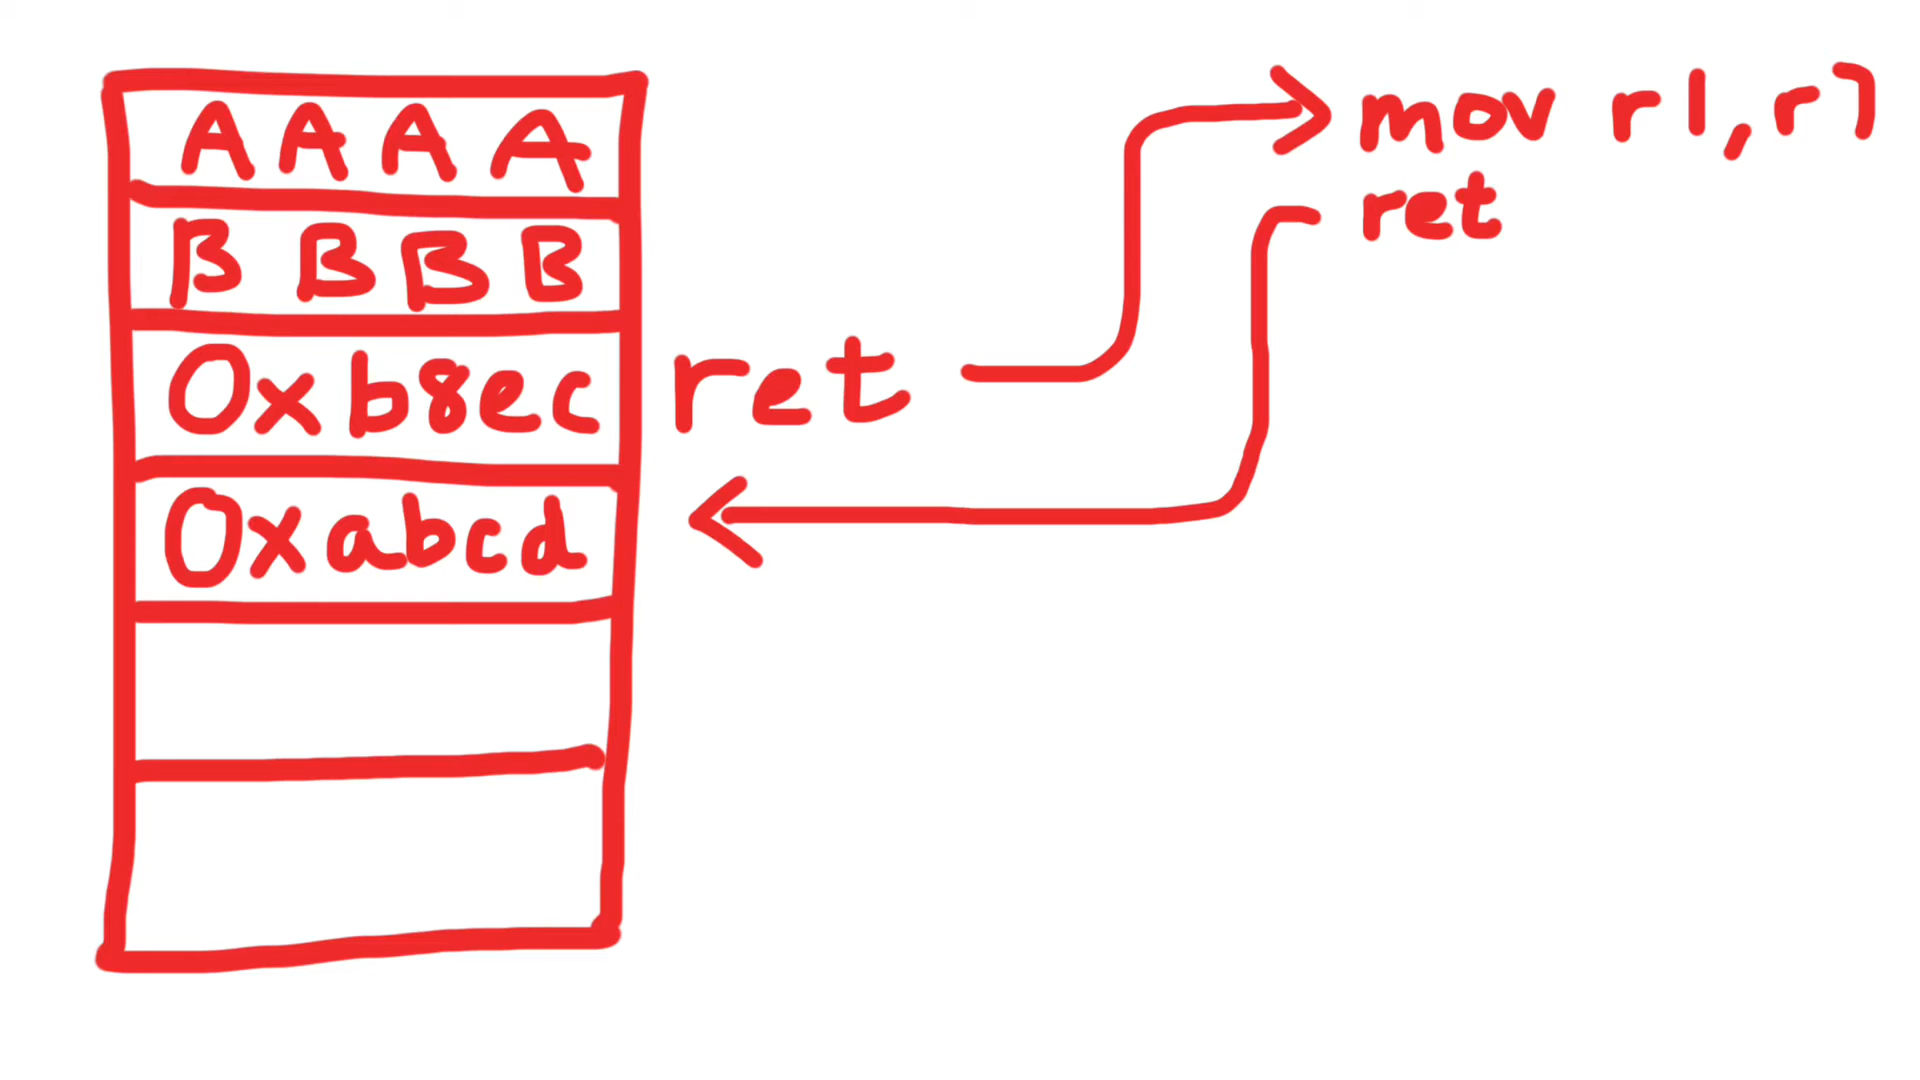 AAAA
BBBB
0xb8ec ret
0xabcd
mov r1,r7
ret